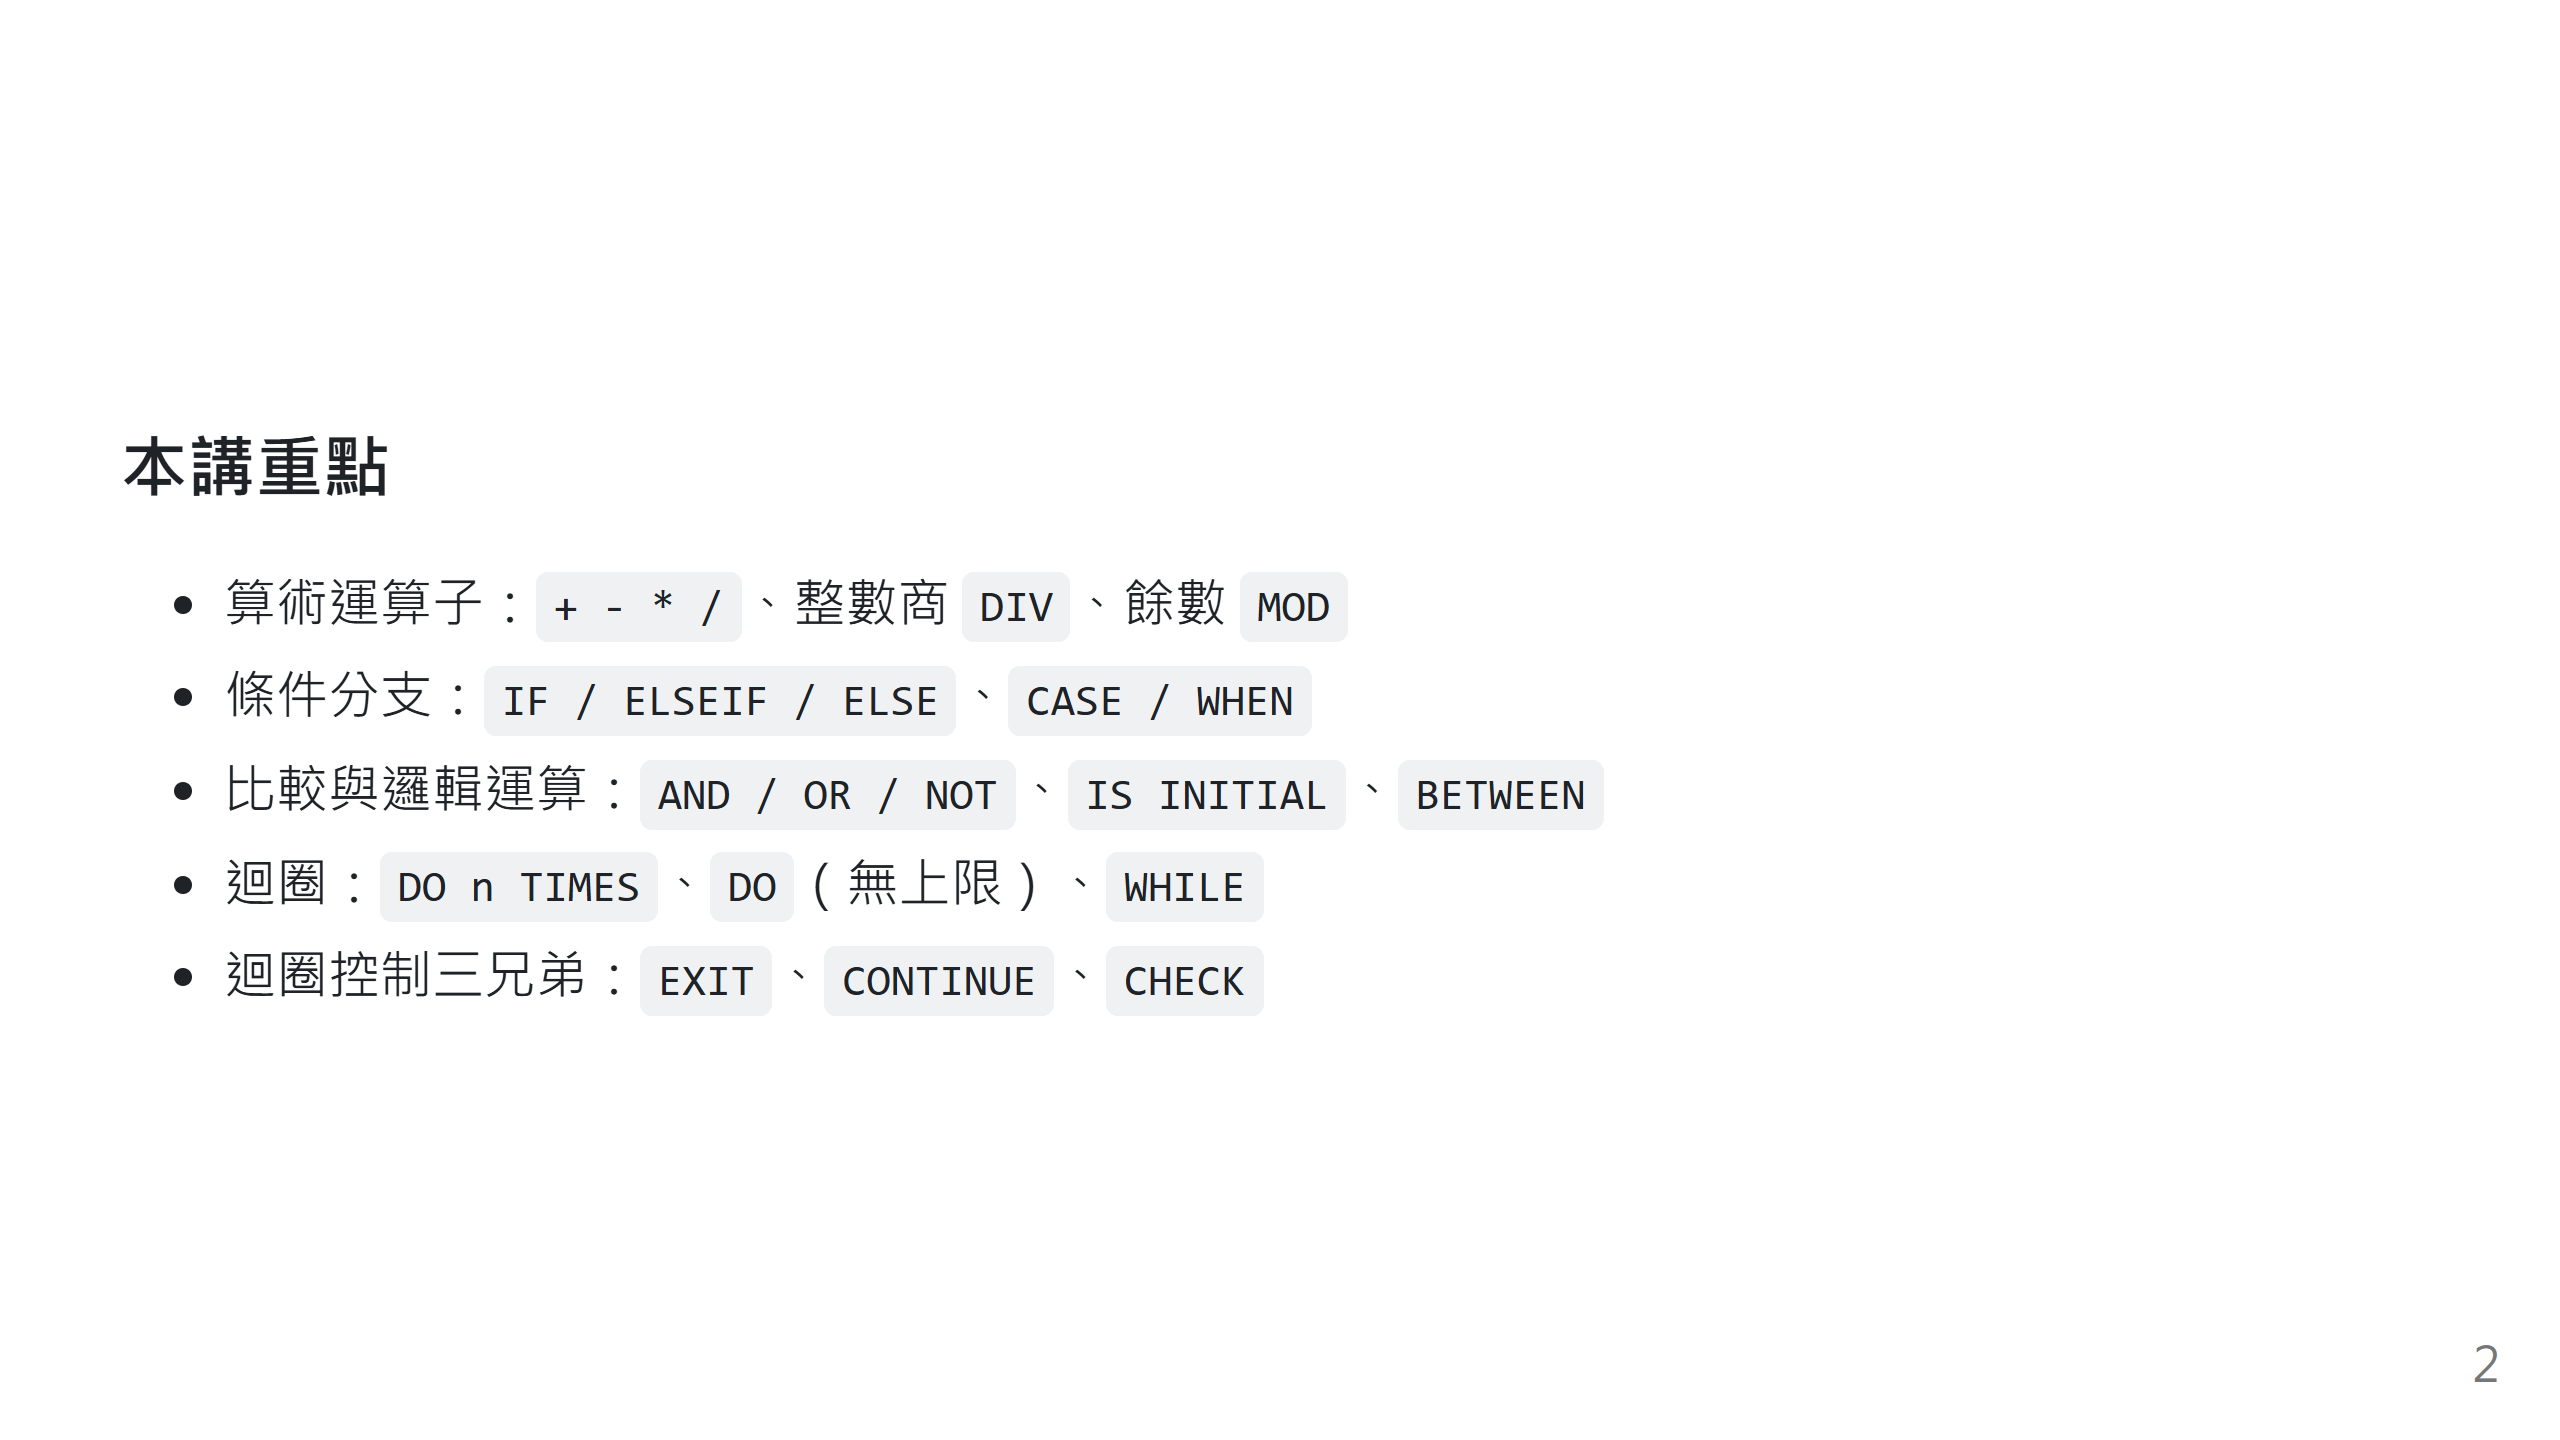 本講重點
• 算術運算子：+ - * /、整數商 DIV、餘數 MOD
• 條件分支：IF / ELSEIF / ELSE、CASE / WHEN
• 比較與邏輯運算：AND / OR / NOT、IS INITIAL、BETWEEN
• 迴圈：DO n TIMES、DO（無上限）、WHILE
• 迴圈控制三兄弟：EXIT、CONTINUE、CHECK
2